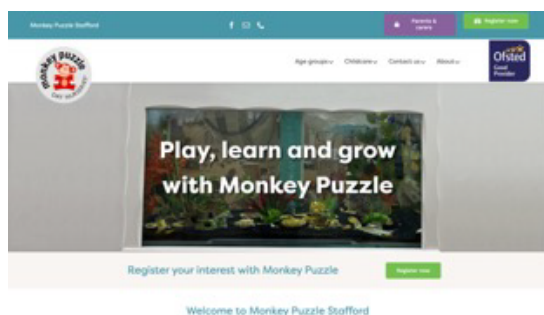 Monkey Puzzle Stafford
Parents & carers
Register now
monkey puzzle
DAY NURSERY
Age groups
Childcare
Contact us
About
Ofsted
Good
Provider
Play, learn and grow
with Monkey Puzzle
Register your interest with Monkey Puzzle
Register now
Welcome to Monkey Puzzle Stafford